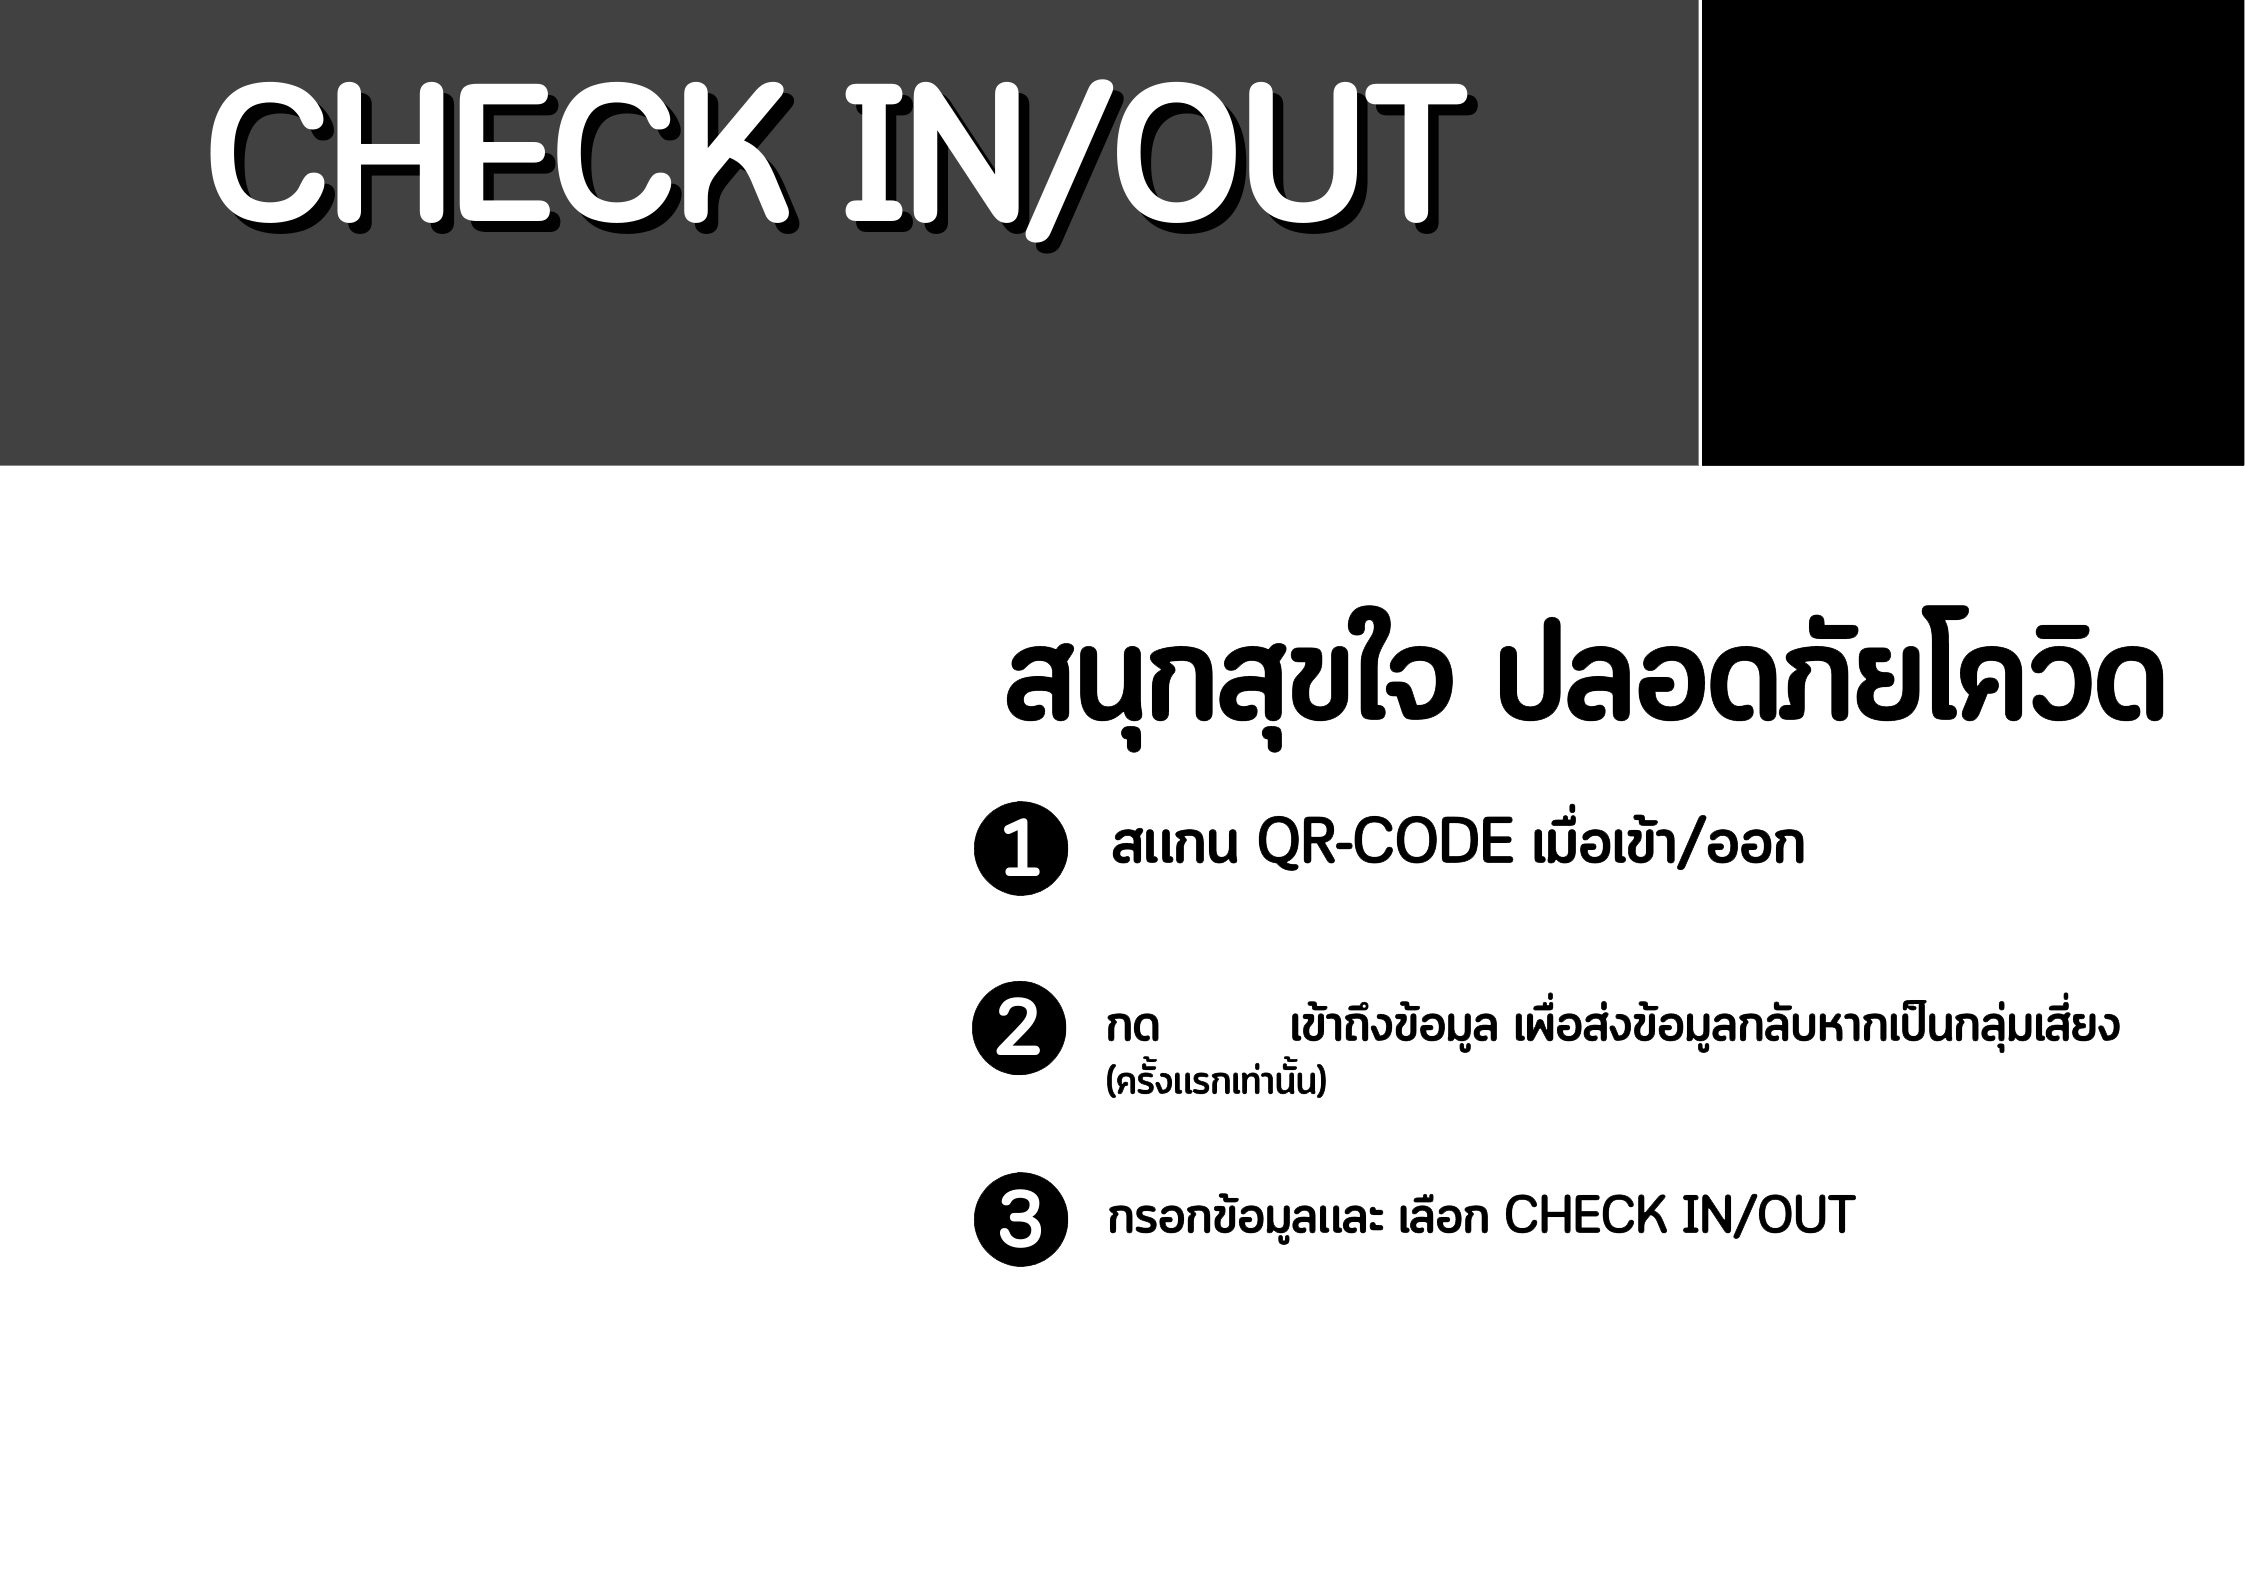 CHECK IN/OUT
สนุกสุขใจ ปลอดภัยโควิด
1 สแกน QR-CODE เมื่อเข้า/ออก
2 กด เข้าถึงข้อมูล เพื่อส่งข้อมูลกลับหากเป็นกลุ่มเสี่ยง
(ครั้งแรกเท่านั้น)
3 กรอกข้อมูลและ เลือก CHECK IN/OUT